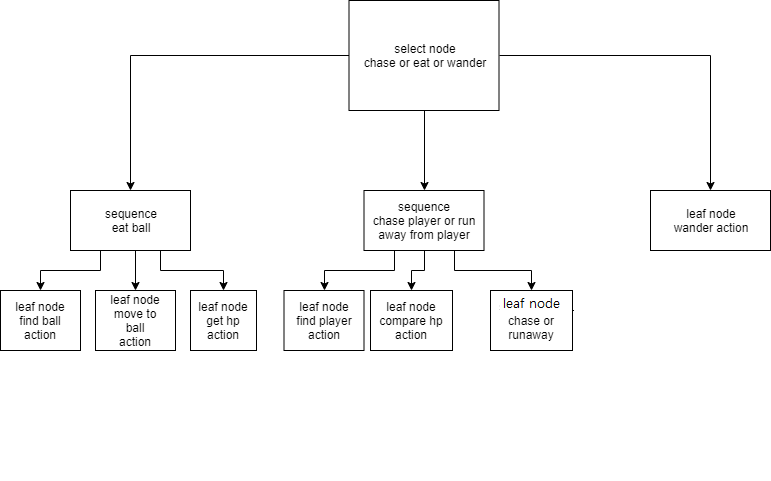 select node
chase or eat or wander
sequence
eat ball
sequence
chase player or run
away from player
leaf node
wander action
leaf node
find ball
action
leaf node
move to
ball
action
leaf node
get hp
action
leaf node
find player
action
leaf node
compare hp
action
leaf node
chase or
runaway